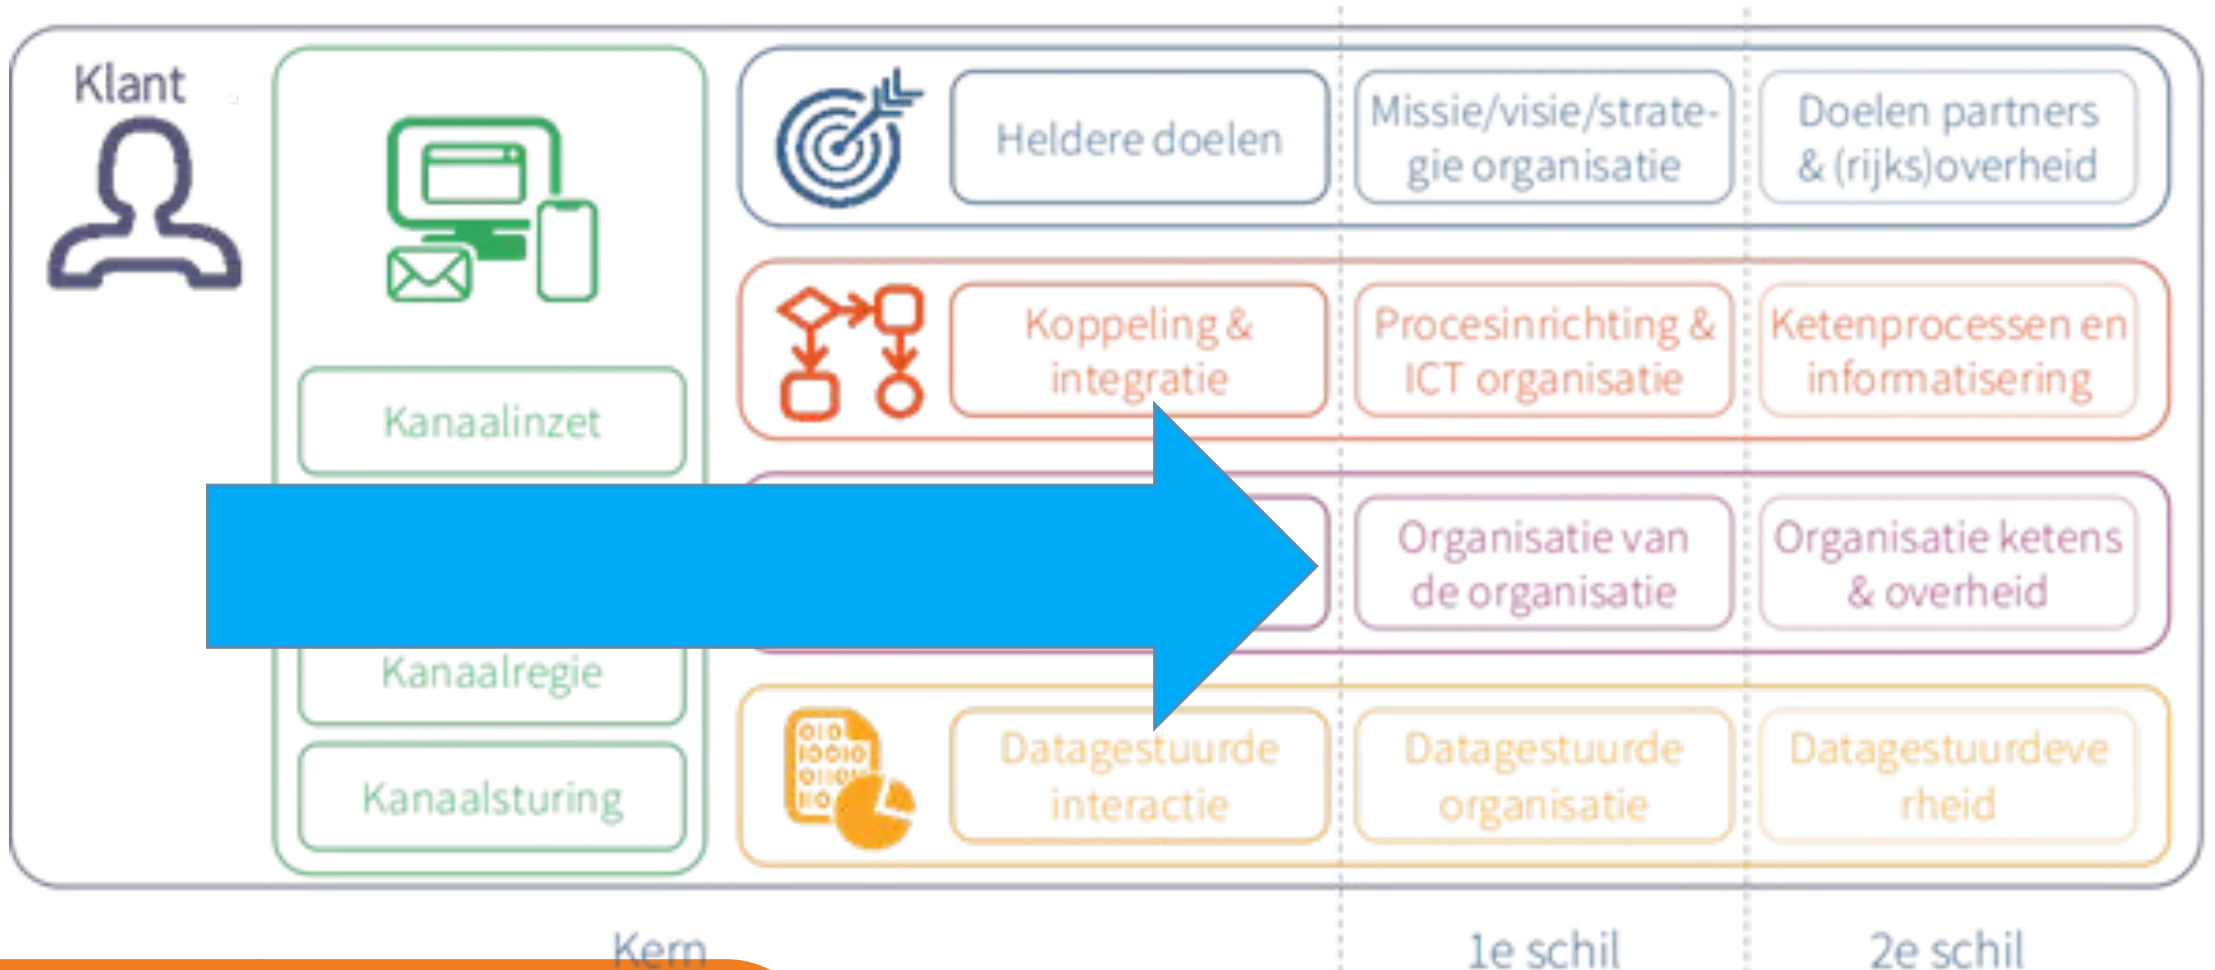 Klant
Kanaalinzet
Kanaalregie
Kanaalsturing
Heldere doelen
Missie/visie/strate-
gie organisatie
Doelen partners
& (rijks)overheid
Koppeling &
integratie
Procesinrichting &
ICT organisatie
Ketenprocessen en
informatisering
Organisatie van
de organisatie
Organisatie ketens
& overheid
010
10010
Datagestuurde
interactie
Datagestuurde
organisatie
Datagestuurdeve
rheid
Kern
1e schil
2e schil